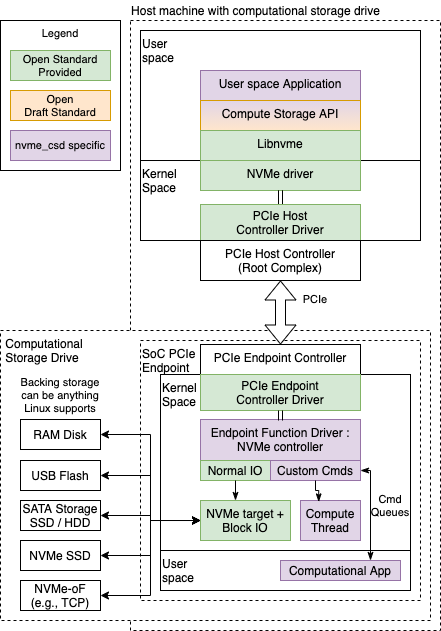 Host machine with computational storage drive
Legend
Open Standard
Provided
Open
Draft Standard
nvme_csd specific
User
space
User space Application
Compute Storage API
Libnvme
Kernel
Space
NVMe driver
PCIe Host
Controller Driver
PCIe Host Controller
(Root Complex)
PCIe
Computational
Storage Drive
SoC PCIe
Endpoint
PCIe Endpoint Controller
Backing storage
can be anything
Linux supports
Kernel
Space
PCIe Endpoint
Controller Driver
RAM Disk
USB Flash
SATA Storage
SSD / HDD
NVMe SSD
NVMe-oF
(e.g., TCP)
Endpoint Function Driver :
NVMe controller
Normal IO
Custom Cmds
Cmd
Queues
NVMe target +
Block IO
Compute
Thread
User
space
Computational App